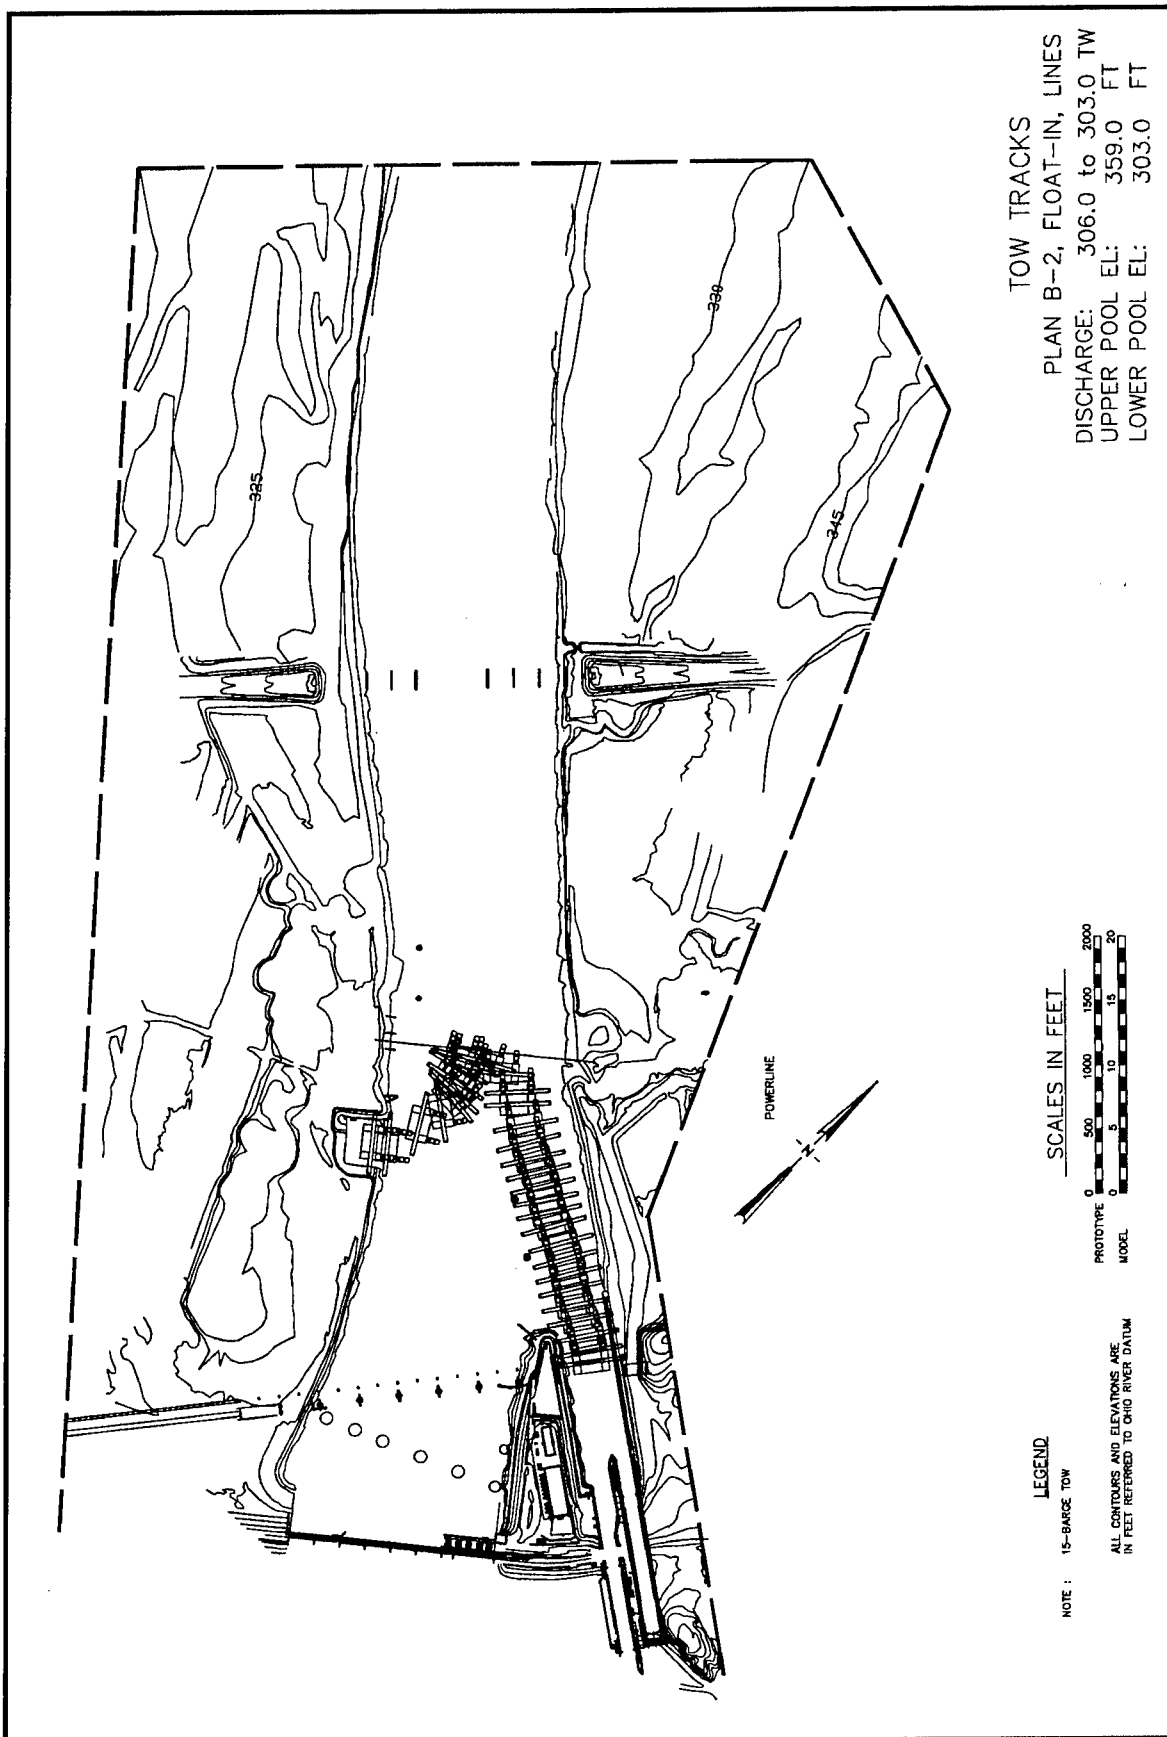 TOW TRACKS
PLAN B-2, FLOAT-IN, LINES
DISCHARGE: 306.0 to 303.0 TW
UPPER POOL EL: 359.0 FT
LOWER POOL EL: 303.0 FT
325
339
345
POWERLINE
N
SCALES IN FEET
PROTOTYPE 0 500 1000 1500 2000
MODEL 0 5 10 15 20
LEGEND
NOTE : 15-BARGE TOW
ALL CONTOURS AND ELEVATIONS ARE
IN FEET REFERRED TO OHIO RIVER DATUM